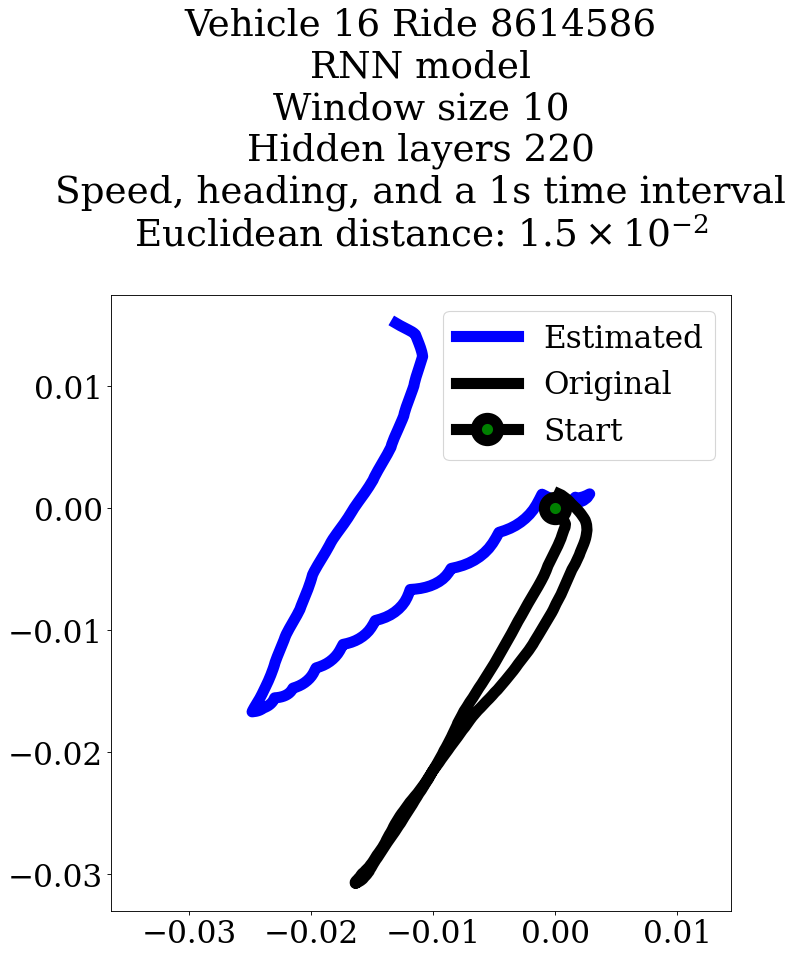 Vehicle 16 Ride 8614586
RNN model
Window size 10
Hidden layers 220
Speed, heading, and a 1s time interval
Euclidean distance: 1.5 × 10⁻²
Estimated
Original
Start
0.01
0.00
−0.01
−0.02
−0.03
−0.03 −0.02 −0.01 0.00 0.01